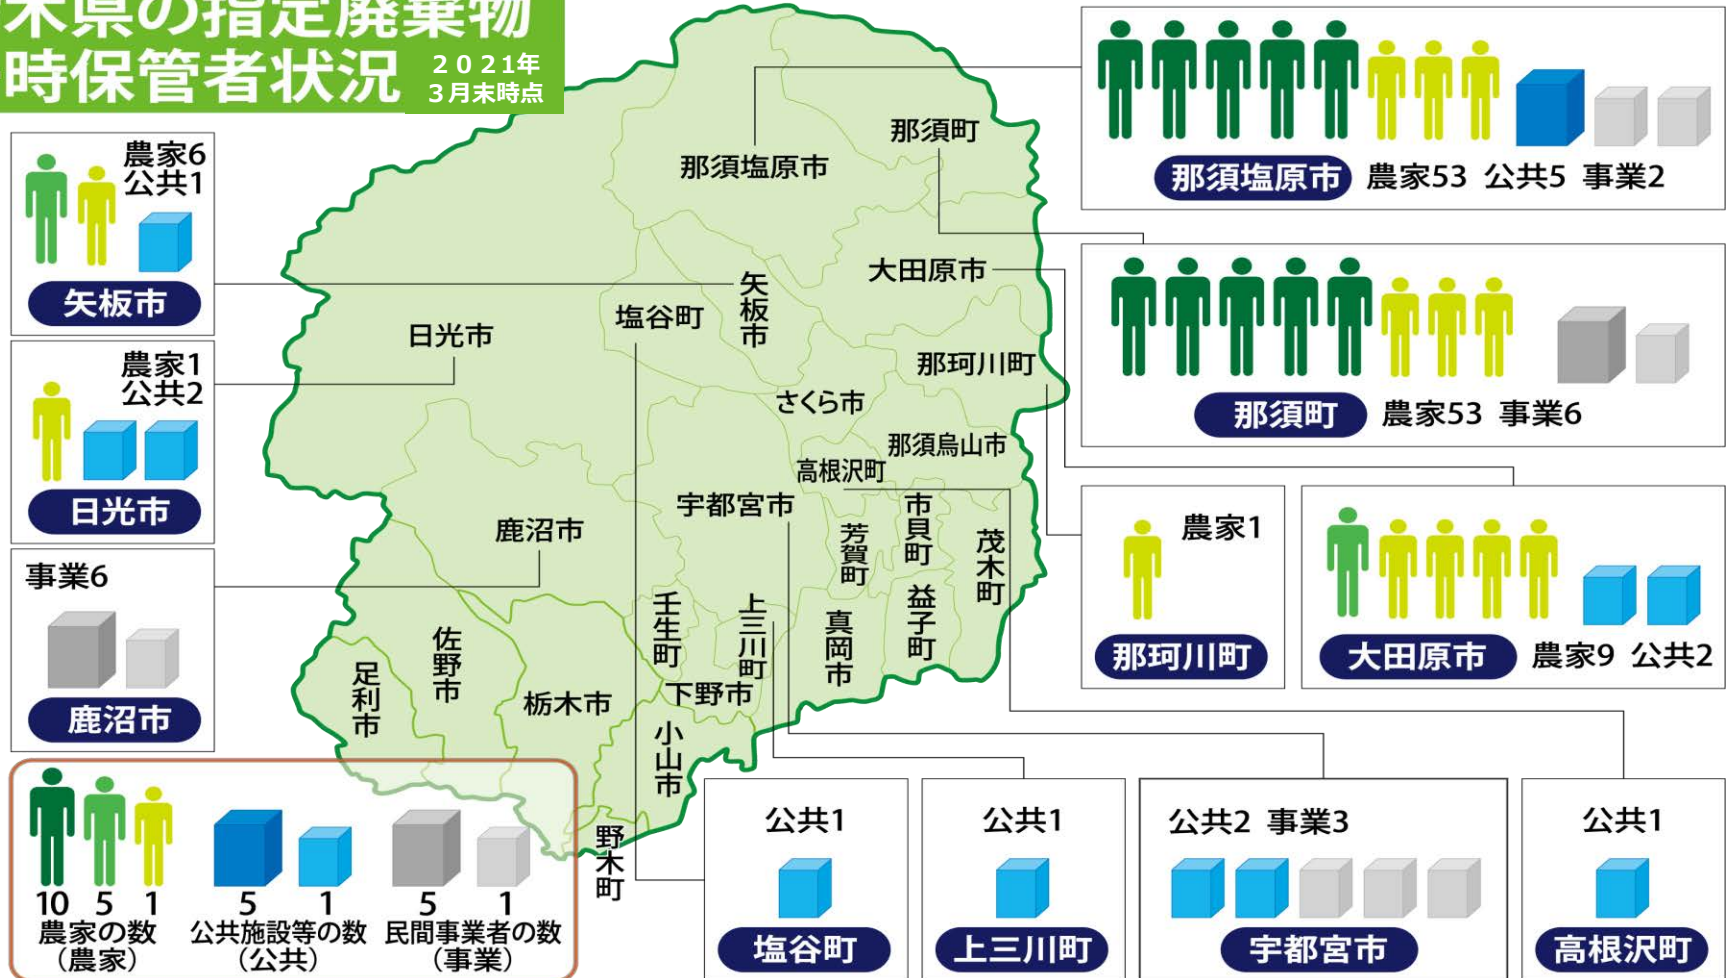 木県の指定廃棄物
時保管者状況
2021年
3月末時点
農家6
公共1
矢板市
農家1
公共2
日光市
事業6
鹿沼市
那須塩原市 農家53 公共5 事業2
那須町 農家53 事業6
農家1
那珂川町
大田原市 農家9 公共2
那須町
那須塩原市
大田原市
矢板市
塩谷町
日光市
那珂川町
さくら市
那須烏山市
高根沢町
宇都宮市
市貝町
鹿沼市
芳賀町
茂木町
益子町
壬生町
上三川町
真岡市
佐野市
足利市
下野市
栃木市
小山市
野木町
公共1
塩谷町
公共1
上三川町
公共2 事業3
宇都宮市
公共1
高根沢町
10 5 1
農家の数
(農家)
5 1
公共施設等の数
(公共)
5 1
民間事業者の数
(事業)